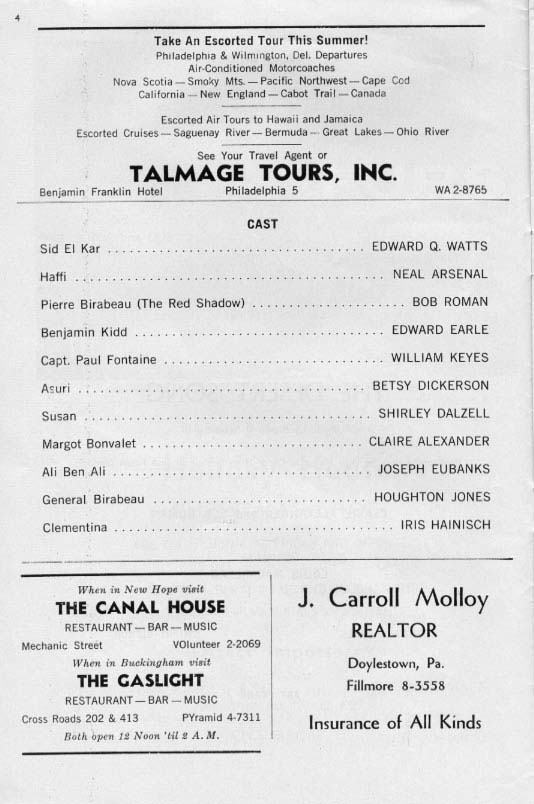 4
Take An Escorted Tour This Summer!
Philadelphia & Wilmington, Del. Departures
Air-Conditioned Motorcoaches
Nova Scotia — Smoky Mts. — Pacific Northwest — Cape Cod
California — New England — Cabot Trail — Canada
Escorted Air Tours to Hawaii and Jamaica
Escorted Cruises — Saguenay River — Bermuda — Great Lakes — Ohio River
See Your Travel Agent or
TALMAGE TOURS, INC.
Benjamin Franklin Hotel Philadelphia 5 WA 2-8765
CAST
Sid El Kar .................................. EDWARD Q. WATTS
Haffi ........................................ NEAL ARSENAL
Pierre Birabeau (The Red Shadow) .................... BOB ROMAN
Benjamin Kidd ................................. EDWARD EARLE
Capt. Paul Fontaine ............................. WILLIAM KEYES
Asuri ...................................... BETSY DICKERSON
Susan ...................................... SHIRLEY DALZELL
Margot Bonvalet ............................. CLAIRE ALEXANDER
Ali Ben Ali .................................. JOSEPH EUBANKS
General Birabeau ............................ HOUGHTON JONES
Clementina ..................................... IRIS HAINISCH
When in New Hope visit
THE CANAL HOUSE
RESTAURANT — BAR — MUSIC
Mechanic Street VOlunteer 2-2069
When in Buckingham visit
THE GASLIGHT
RESTAURANT — BAR — MUSIC
Cross Roads 202 & 413 PYramid 4-7311
Both open 12 Noon 'til 2 A.M.
J. Carroll Molloy
REALTOR
Doylestown, Pa.
Fillmore 8-3558
Insurance of All Kinds